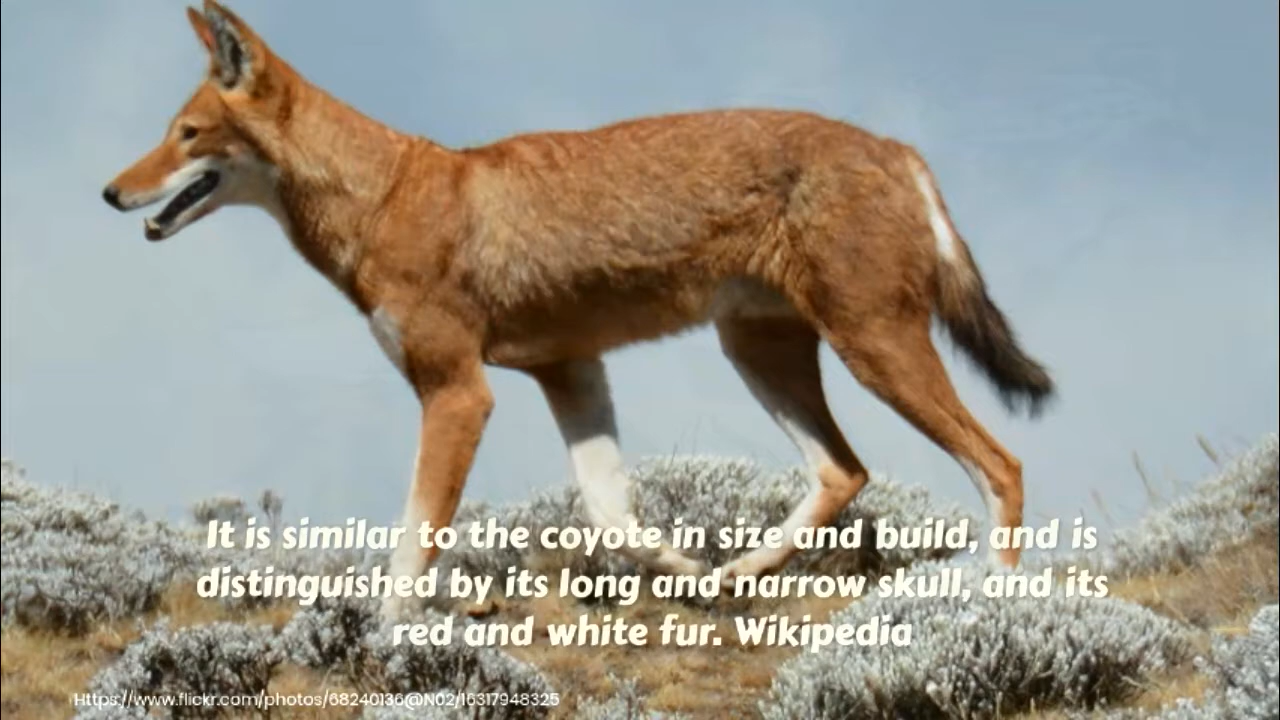 It is similar to the coyote in size and build, and is
distinguished by its long and narrow skull, and its
red and white fur. Wikipedia
Https://www.flickr.com/photos/68240136@N02/16317948325